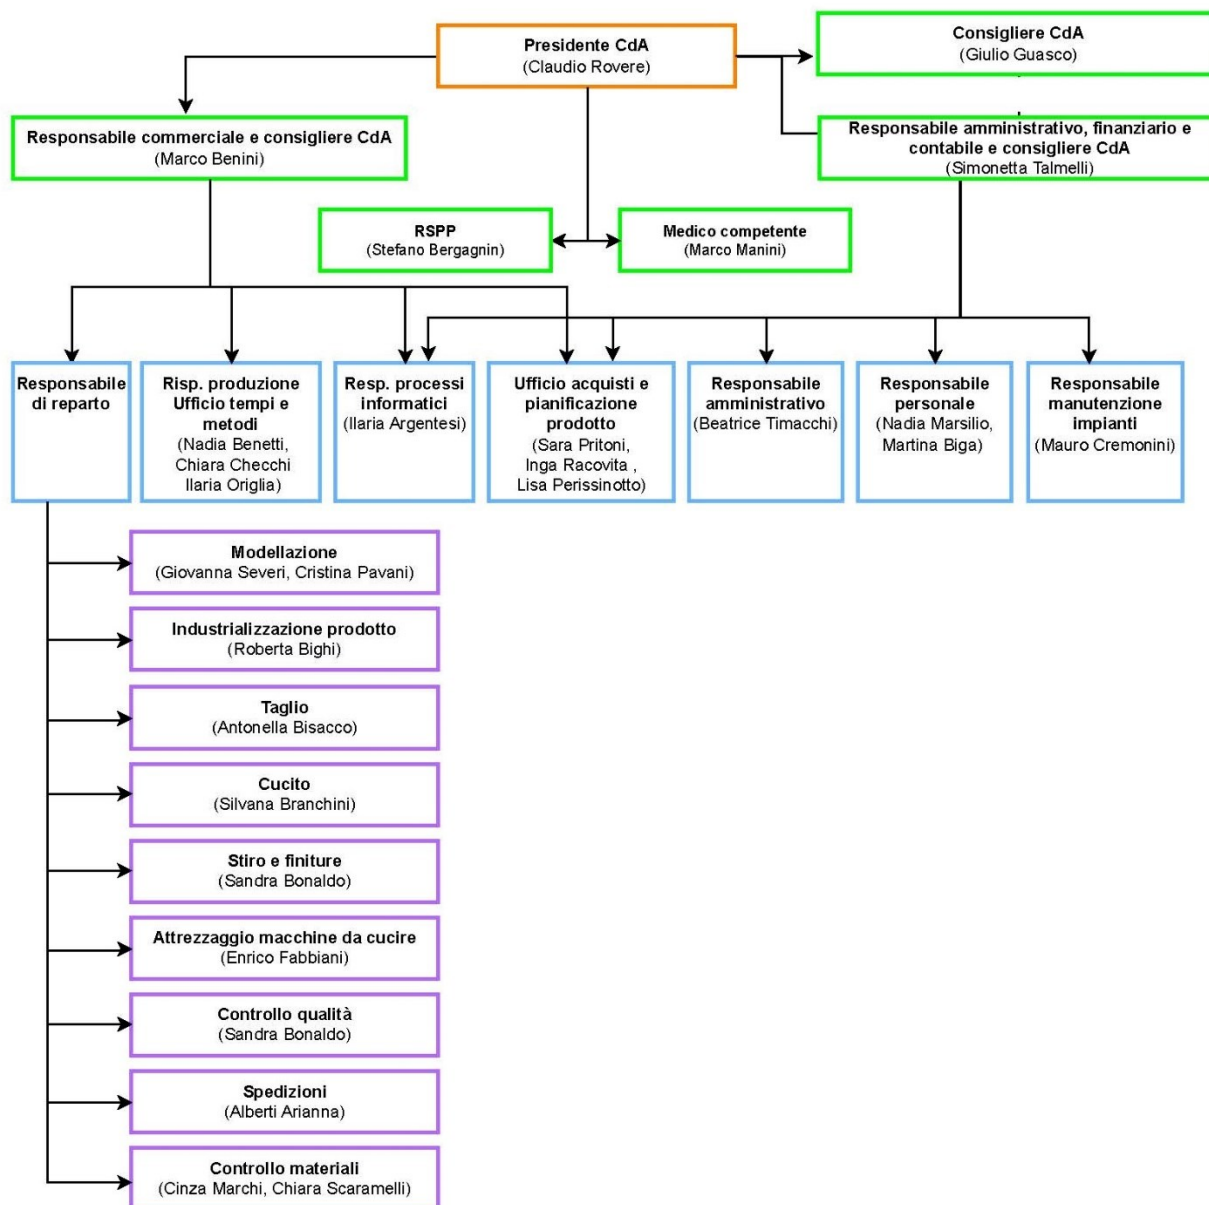 Presidente CdA
(Claudio Rovere)
Consigliere CdA
(Giulio Guasco)
Responsabile commerciale e consigliere CdA
(Marco Benini)
Responsabile amministrativo, finanziario e
contabile e consigliere CdA
(Simonetta Talmelli)
RSPP
(Stefano Bergagnin)
Medico competente
(Marco Manini)
Responsabile
di reparto
Risp. produzione
Ufficio tempi e
metodi
(Nadia Benetti,
Chiara Checchi
Ilaria Origlia)
Resp. processi
informatici
(Ilaria Argentesi)
Ufficio acquisti e
pianificazione
prodotto
(Sara Pritoni,
Inga Racovita ,
Lisa Perissinotto)
Responsabile
amministrativo
(Beatrice Timacchi)
Responsabile
personale
(Nadia Marsilio,
Martina Biga)
Responsabile
manutenzione
impianti
(Mauro Cremonini)
Modellazione
(Giovanna Severi, Cristina Pavani)
Industrializzazione prodotto
(Roberta Bighi)
Taglio
(Antonella Bisacco)
Cucito
(Silvana Branchini)
Stiro e finiture
(Sandra Bonaldo)
Attrezzaggio macchine da cucire
(Enrico Fabbiani)
Controllo qualità
(Sandra Bonaldo)
Spedizioni
(Alberti Arianna)
Controllo materiali
(Cinza Marchi, Chiara Scaramelli)